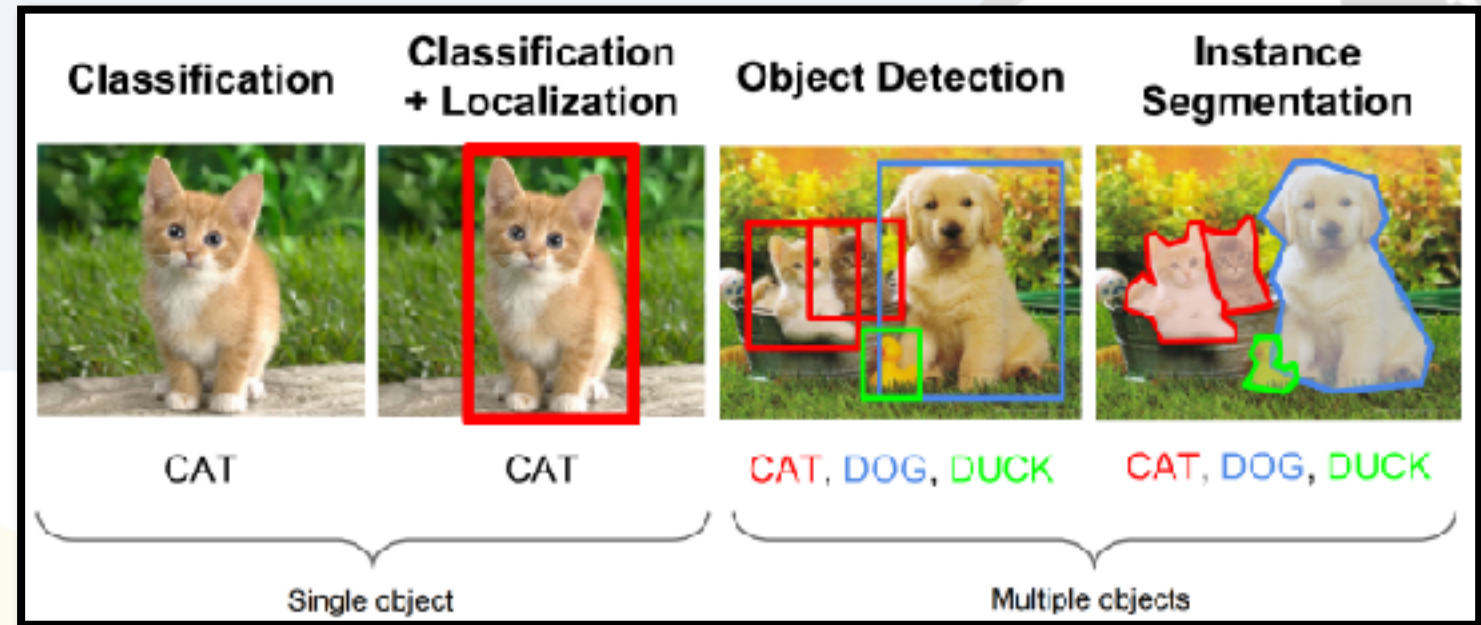 Classification
Classification
+ Localization
Object Detection
Instance
Segmentation
CAT
CAT
CAT, DOG, DUCK
CAT, DOG, DUCK
Single object
Multiple objects